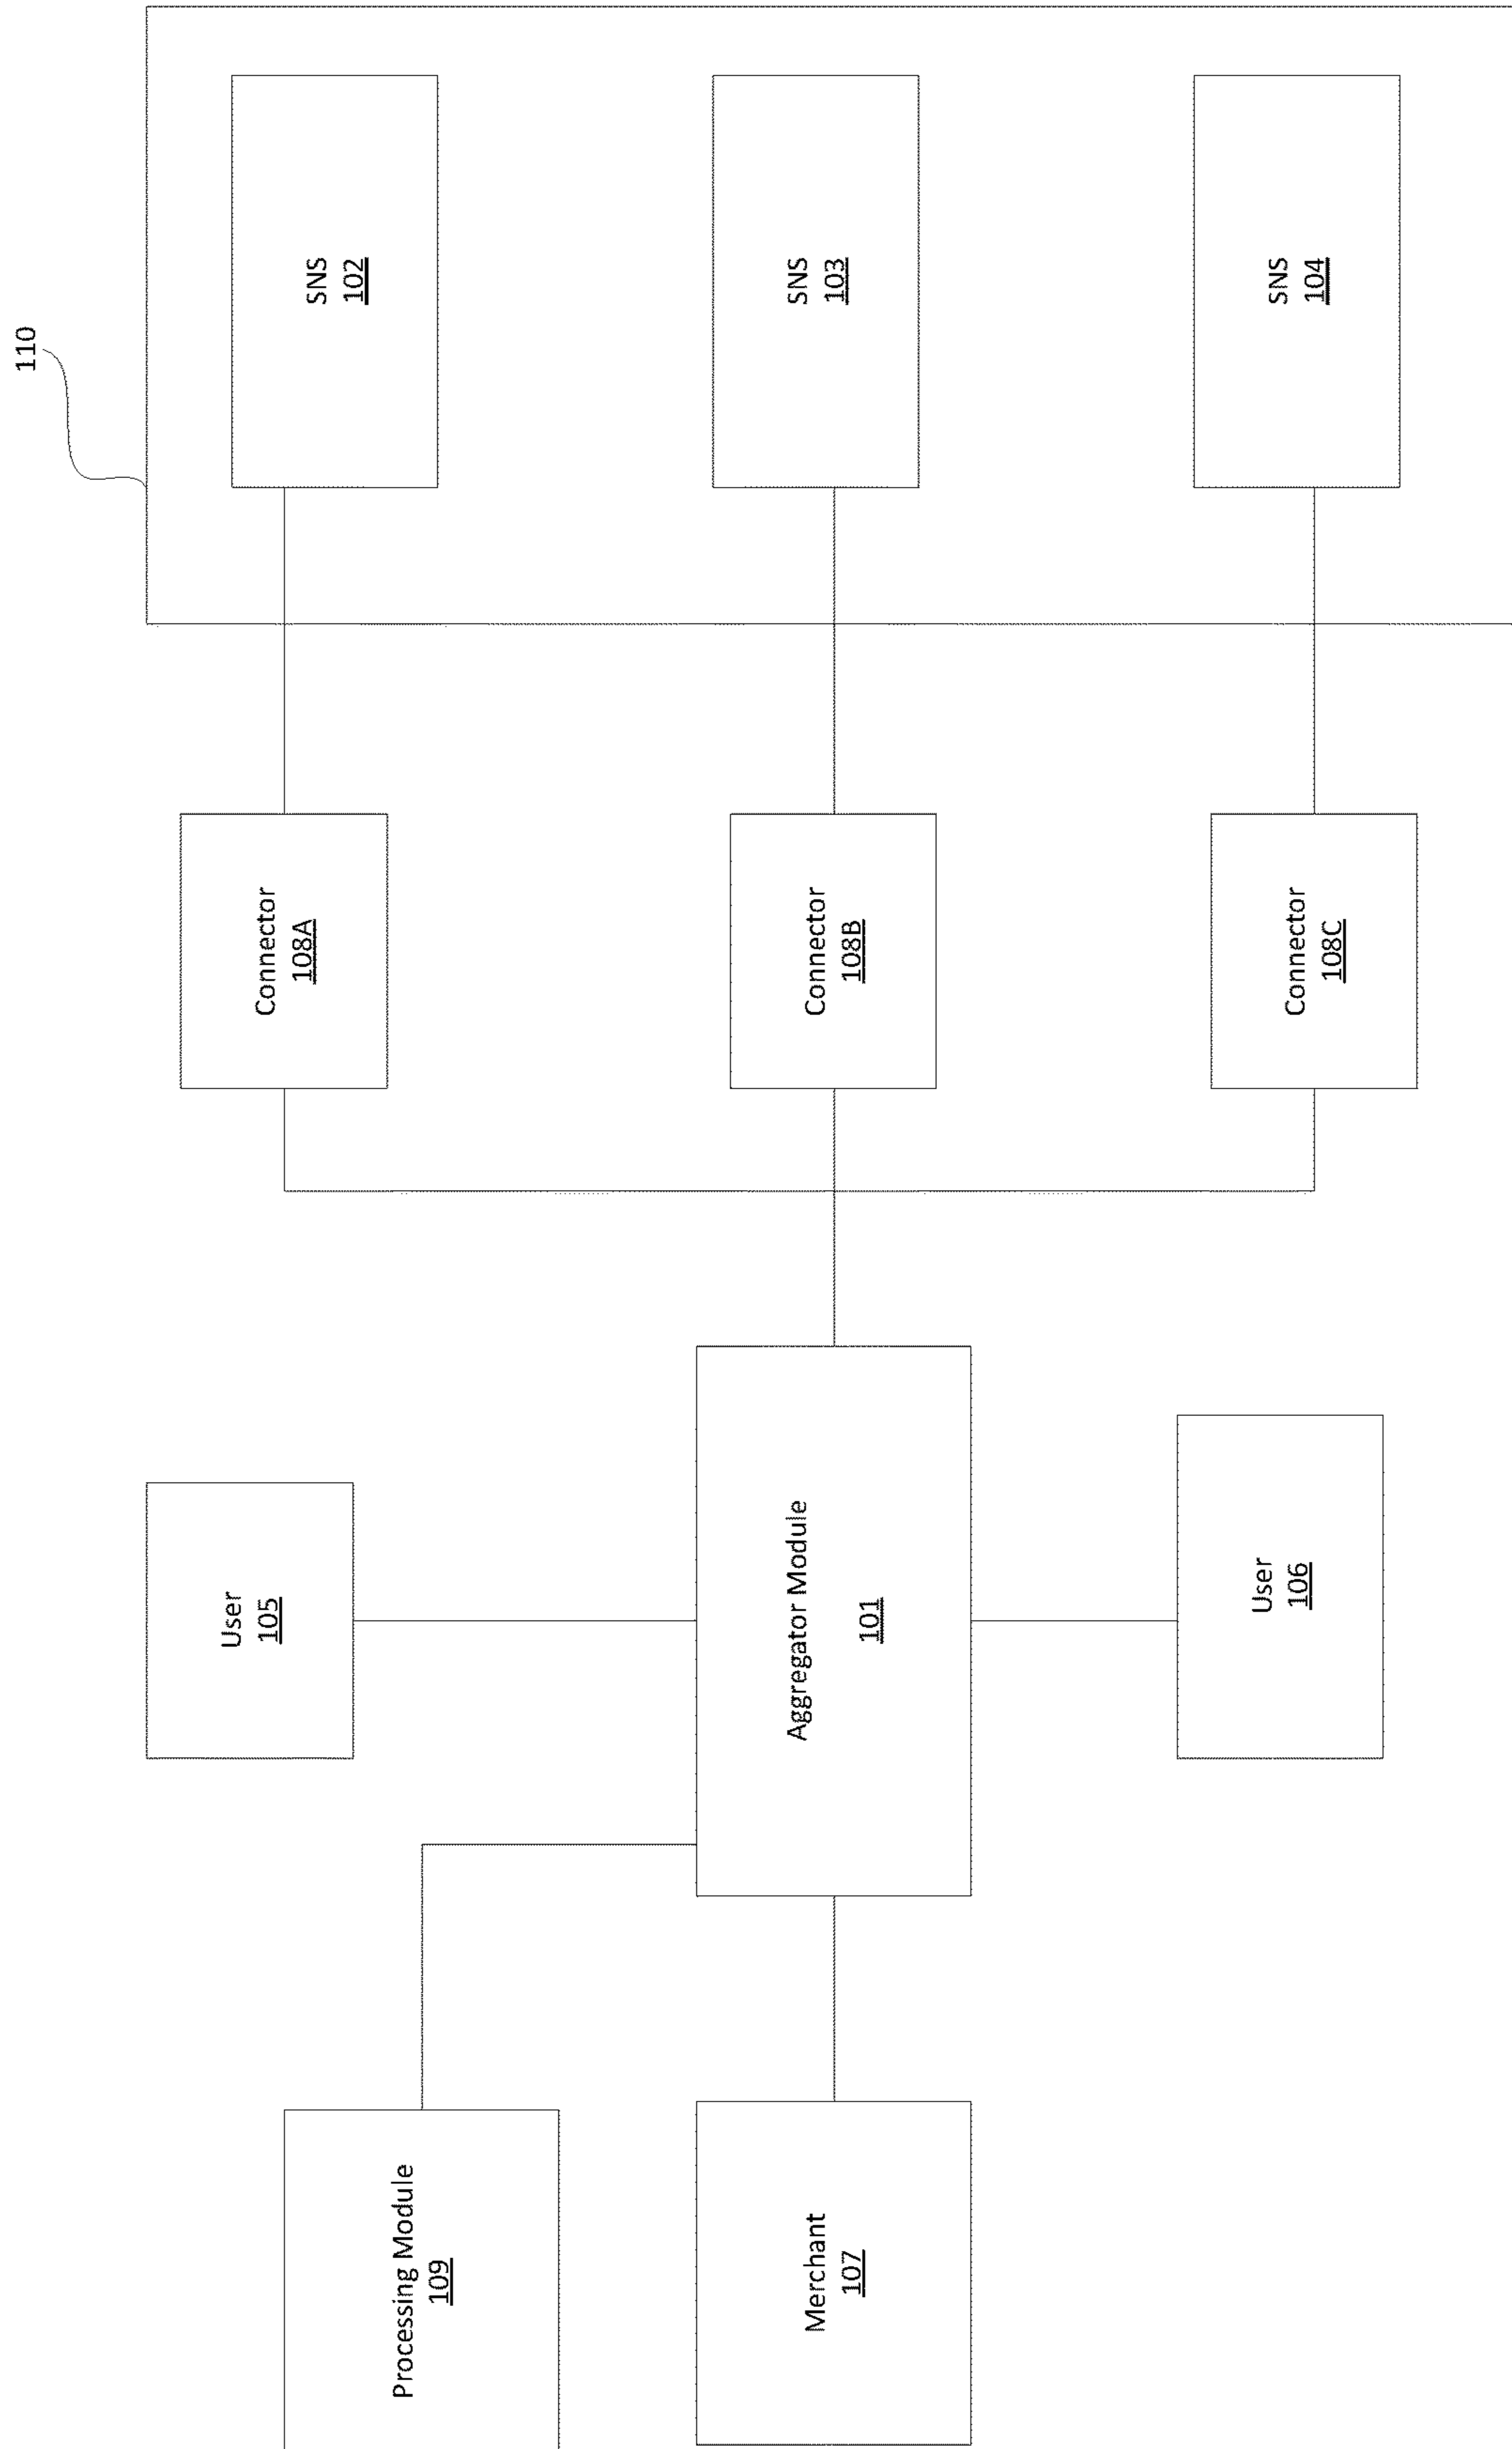 Processing Module
109
Merchant
107
User
105
Aggregator Module
101
User
106
Connector
108A
Connector
108B
Connector
108C
110
SNS
102
SNS
103
SNS
104